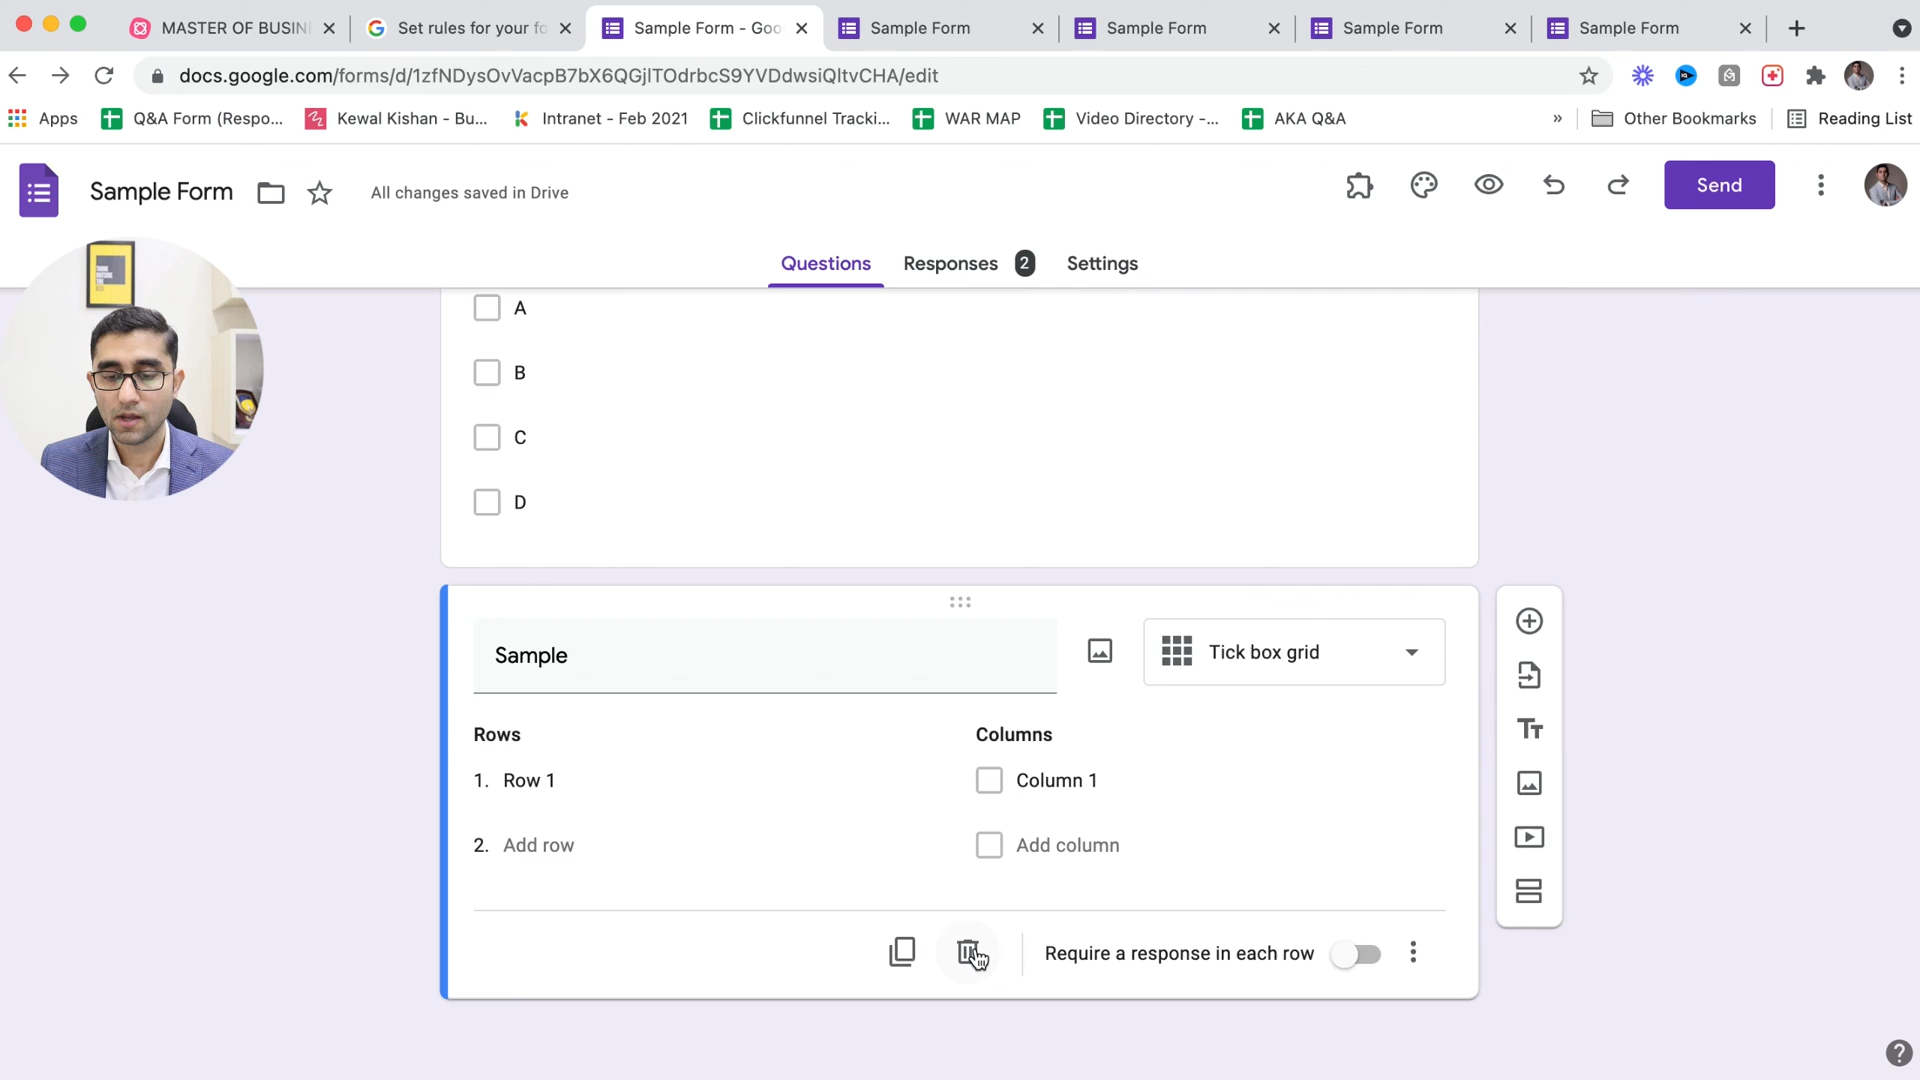 MASTER OF BUSIN
Set rules for your fo
Sample Form - Goo
Sample Form
Sample Form
Sample Form
Sample Form
docs.google.com/forms/d/1zfNDysOvVacpB7bX6QGjlTOdrbcS9YVDdwsiQltvCHA/edit
Apps
Q&A Form (Respo...
Kewal Kishan - Bu...
Intranet - Feb 2021
Clickfunnel Tracki...
WAR MAP
Video Directory -...
AKA Q&A
»
Other Bookmarks
Reading List
Sample Form
All changes saved in Drive
Send
Questions
Responses 2
Settings
A
B
C
D
Sample
Tick box grid
Rows
Columns
1. Row 1
Column 1
2. Add row
Add column
Require a response in each row